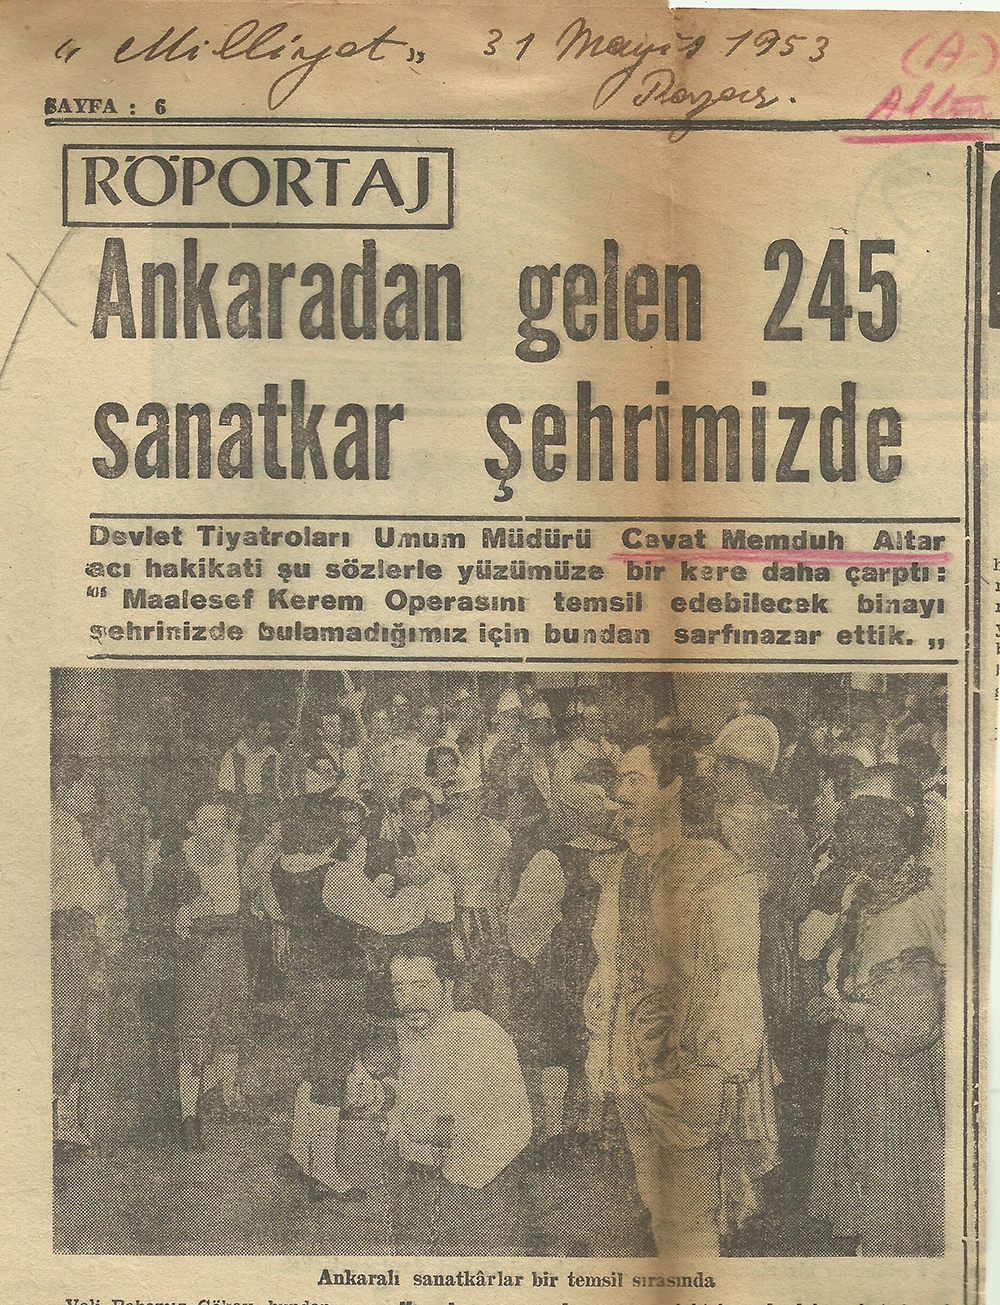 “ Milliyet „ 31 Mayıs 1953
Pazar.
(A-)
SAYFA : 6
RÖPORTAJ
Ankaradan gelen 245
sanatkar şehrimizde
Devlet Tiyatroları Umum Müdürü Cevat Memduh Altar
acı hakikati şu sözlerle yüzümüze bir kere daha çarptı:
“ Maalesef Kerem Operasını temsil edebilecek binayı
şehrinizde bulamadığımız için bundan sarfınazar ettik. „
Ankaralı sanatkârlar bir temsil sırasında